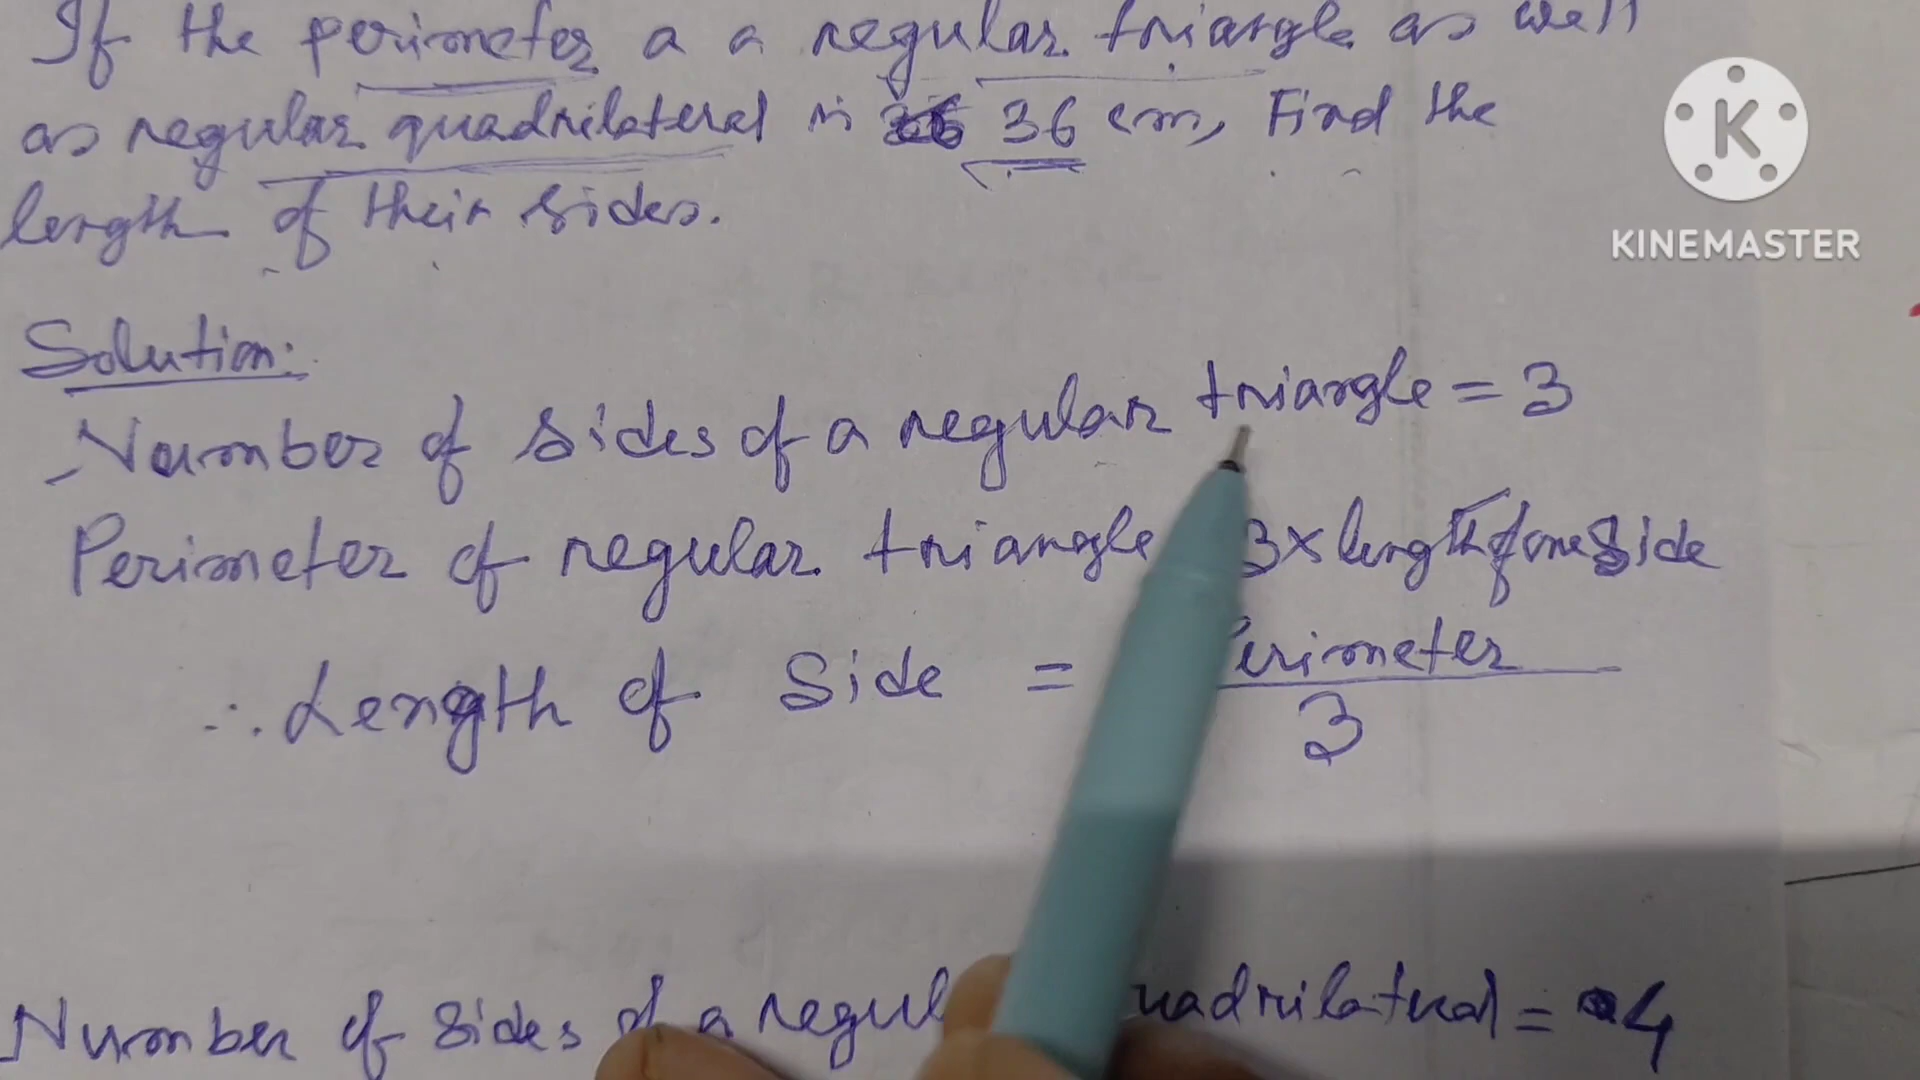 If the perimeter a a regular triangle as well
as regular quadrilateral is 36 cm, Find the
length of their sides.
KINEMASTER
Solution:
Number of sides of a regular triangle = 3
Perimeter of regular triangle 3 x length of one side
∴ Length of Side = Perimeter
3
Number of sides of a regular quadrilateral = 4